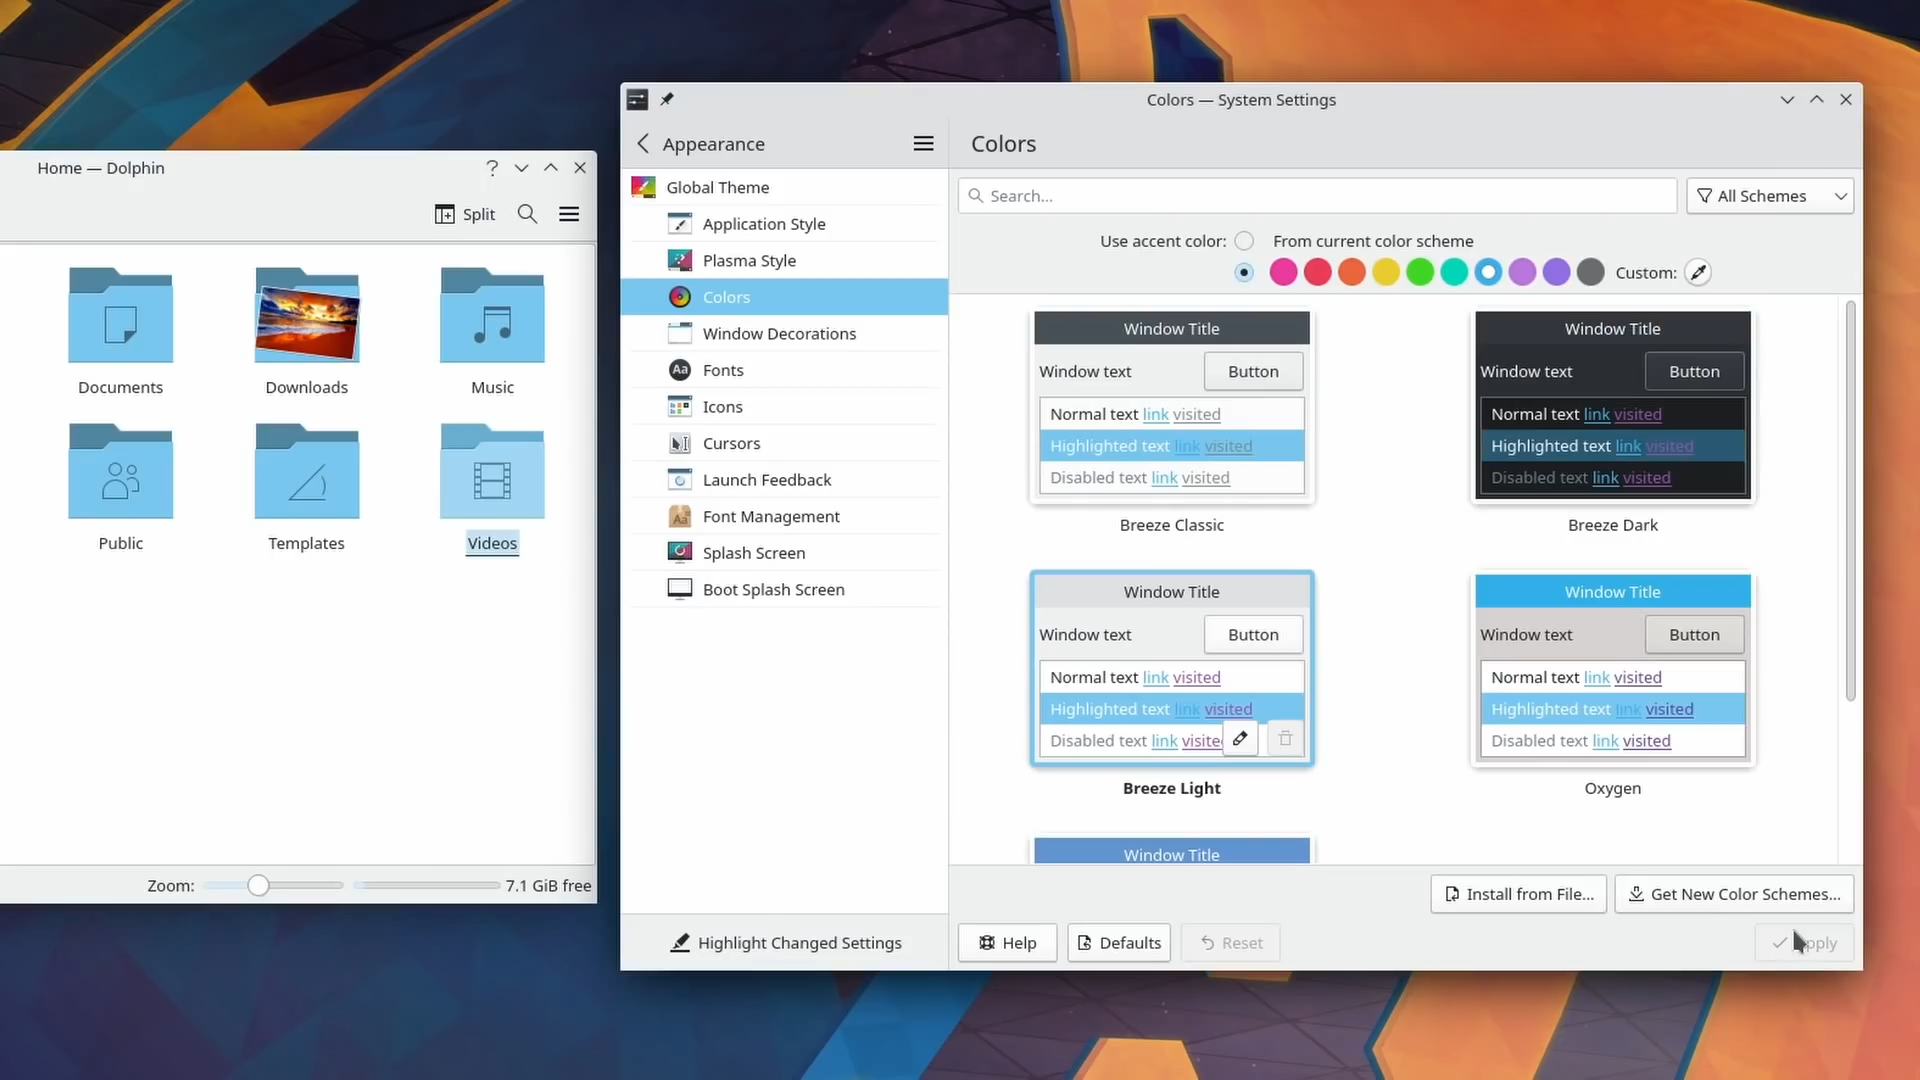 Home — Dolphin
Split
Documents
Downloads
Music
Public
Templates
Videos
Zoom:
7.1 GiB free
Colors — System Settings
Appearance
Global Theme
Application Style
Plasma Style
Colors
Window Decorations
Fonts
Icons
Cursors
Launch Feedback
Font Management
Splash Screen
Boot Splash Screen
Highlight Changed Settings
Colors
Search...
All Schemes
Use accent color:
From current color scheme
Custom:
Window Title
Window text
Button
Normal text link visited
Highlighted text link visited
Disabled text link visited
Breeze Classic
Window Title
Window text
Button
Normal text link visited
Highlighted text link visited
Disabled text link visited
Breeze Dark
Window Title
Window text
Button
Normal text link visited
Highlighted text link visited
Disabled text link visite
Breeze Light
Window Title
Window text
Button
Normal text link visited
Highlighted text link visited
Disabled text link visited
Oxygen
Window Title
Install from File...
Get New Color Schemes...
Help
Defaults
Reset